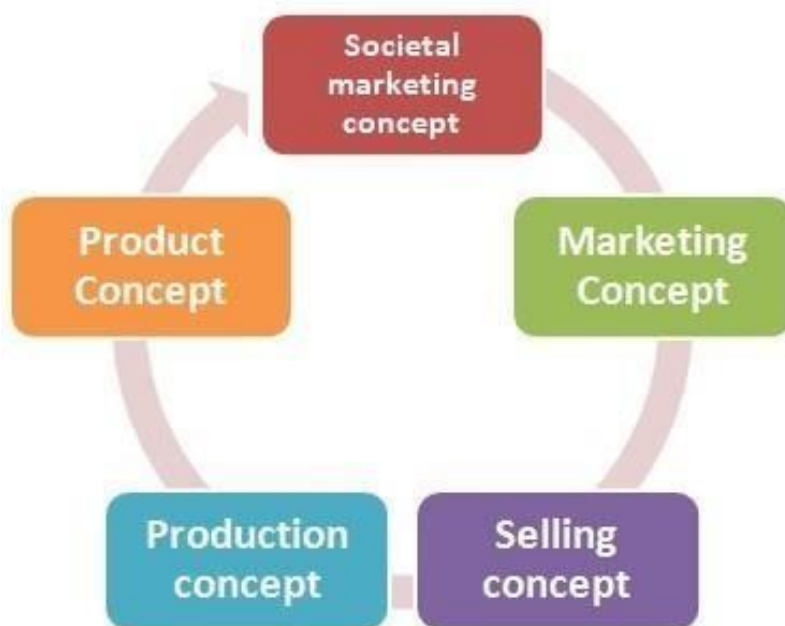 Societal
marketing
concept
Marketing
Concept
Selling
concept
Production
concept
Product
Concept